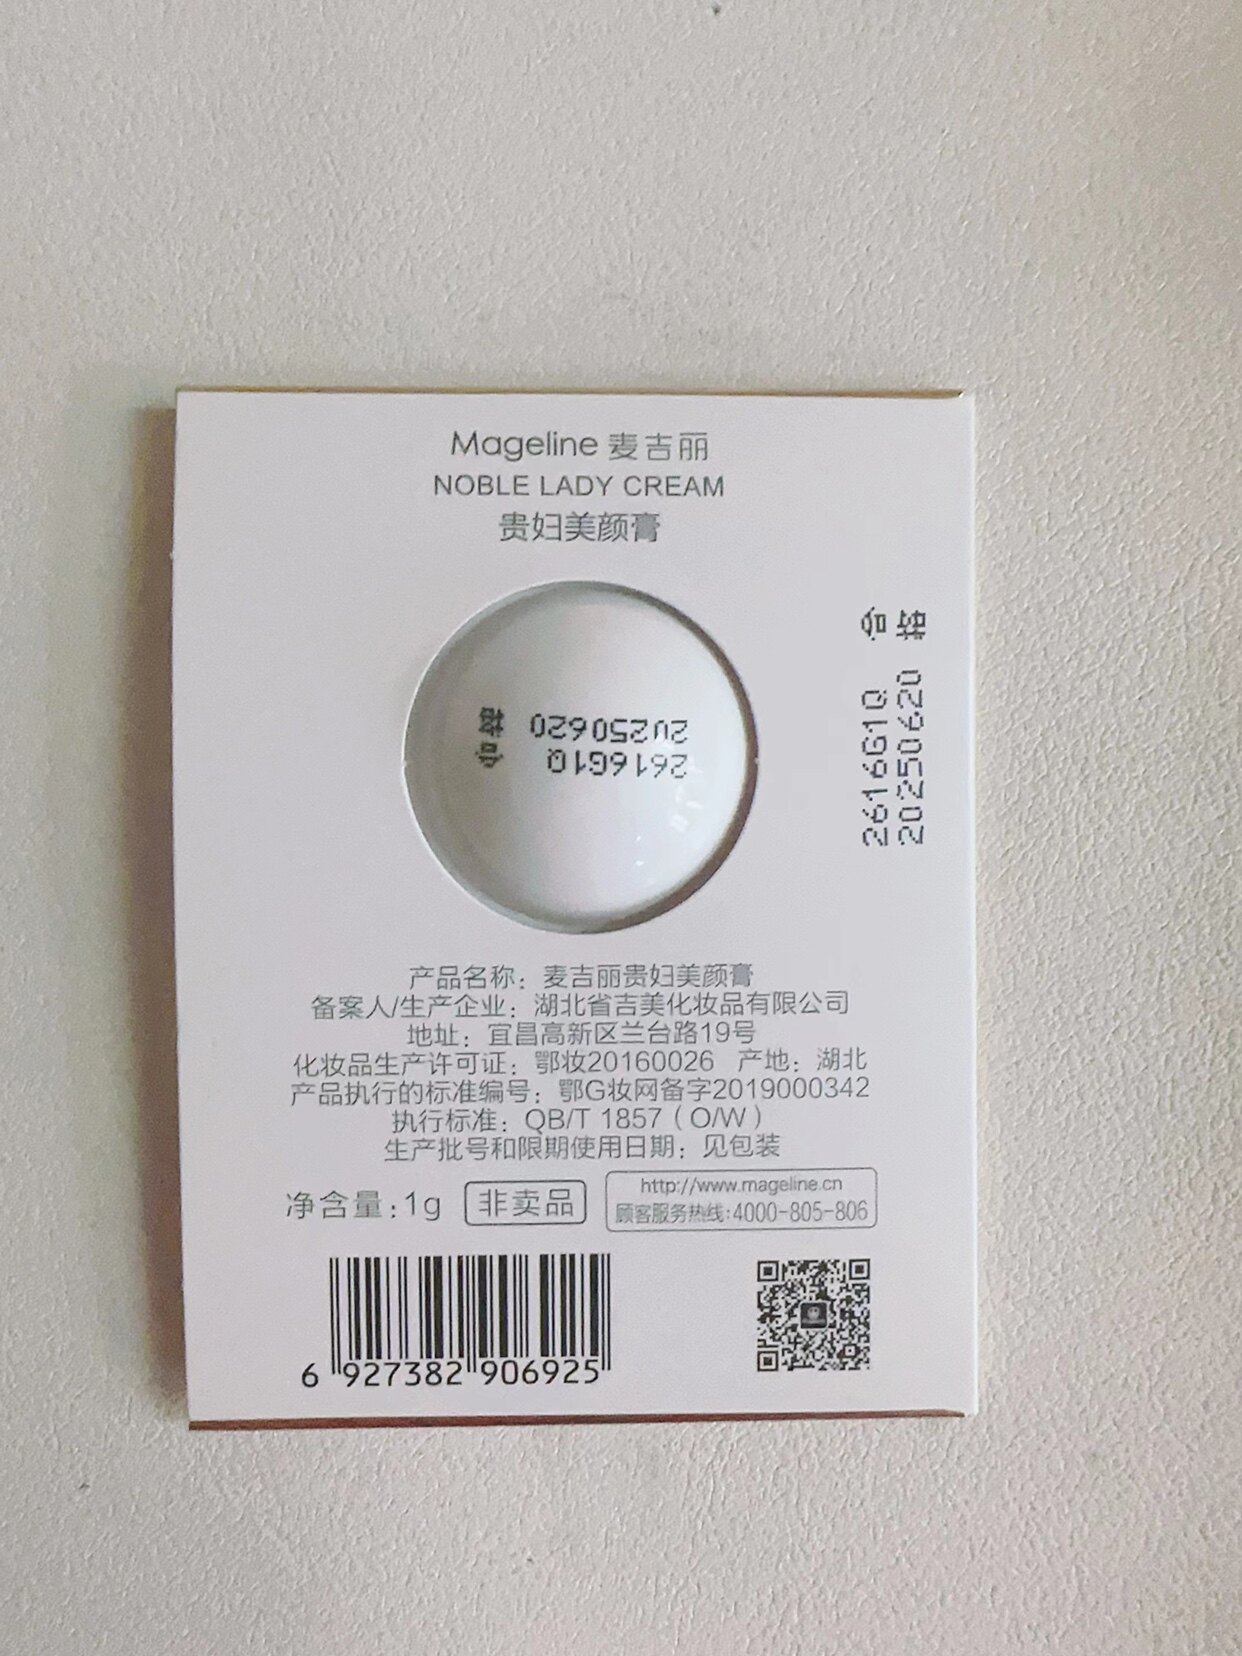 Mageline 麦吉丽
NOBLE LADY CREAM
贵妇美颜膏
2616G1Q 合
20250620 格
2616G1Q 合
20250620 格
产品名称：麦吉丽贵妇美颜膏
备案人/生产企业：湖北省吉美化妆品有限公司
地址：宜昌高新区兰台路19号
化妆品生产许可证：鄂妆20160026 产地：湖北
产品执行的标准编号：鄂G妆网备字2019000342
执行标准：QB/T 1857（O/W）
生产批号和限期使用日期：见包装
净含量：1g 非卖品
http://www.mageline.cn
顾客服务热线：4000-805-806
6 927382 906925